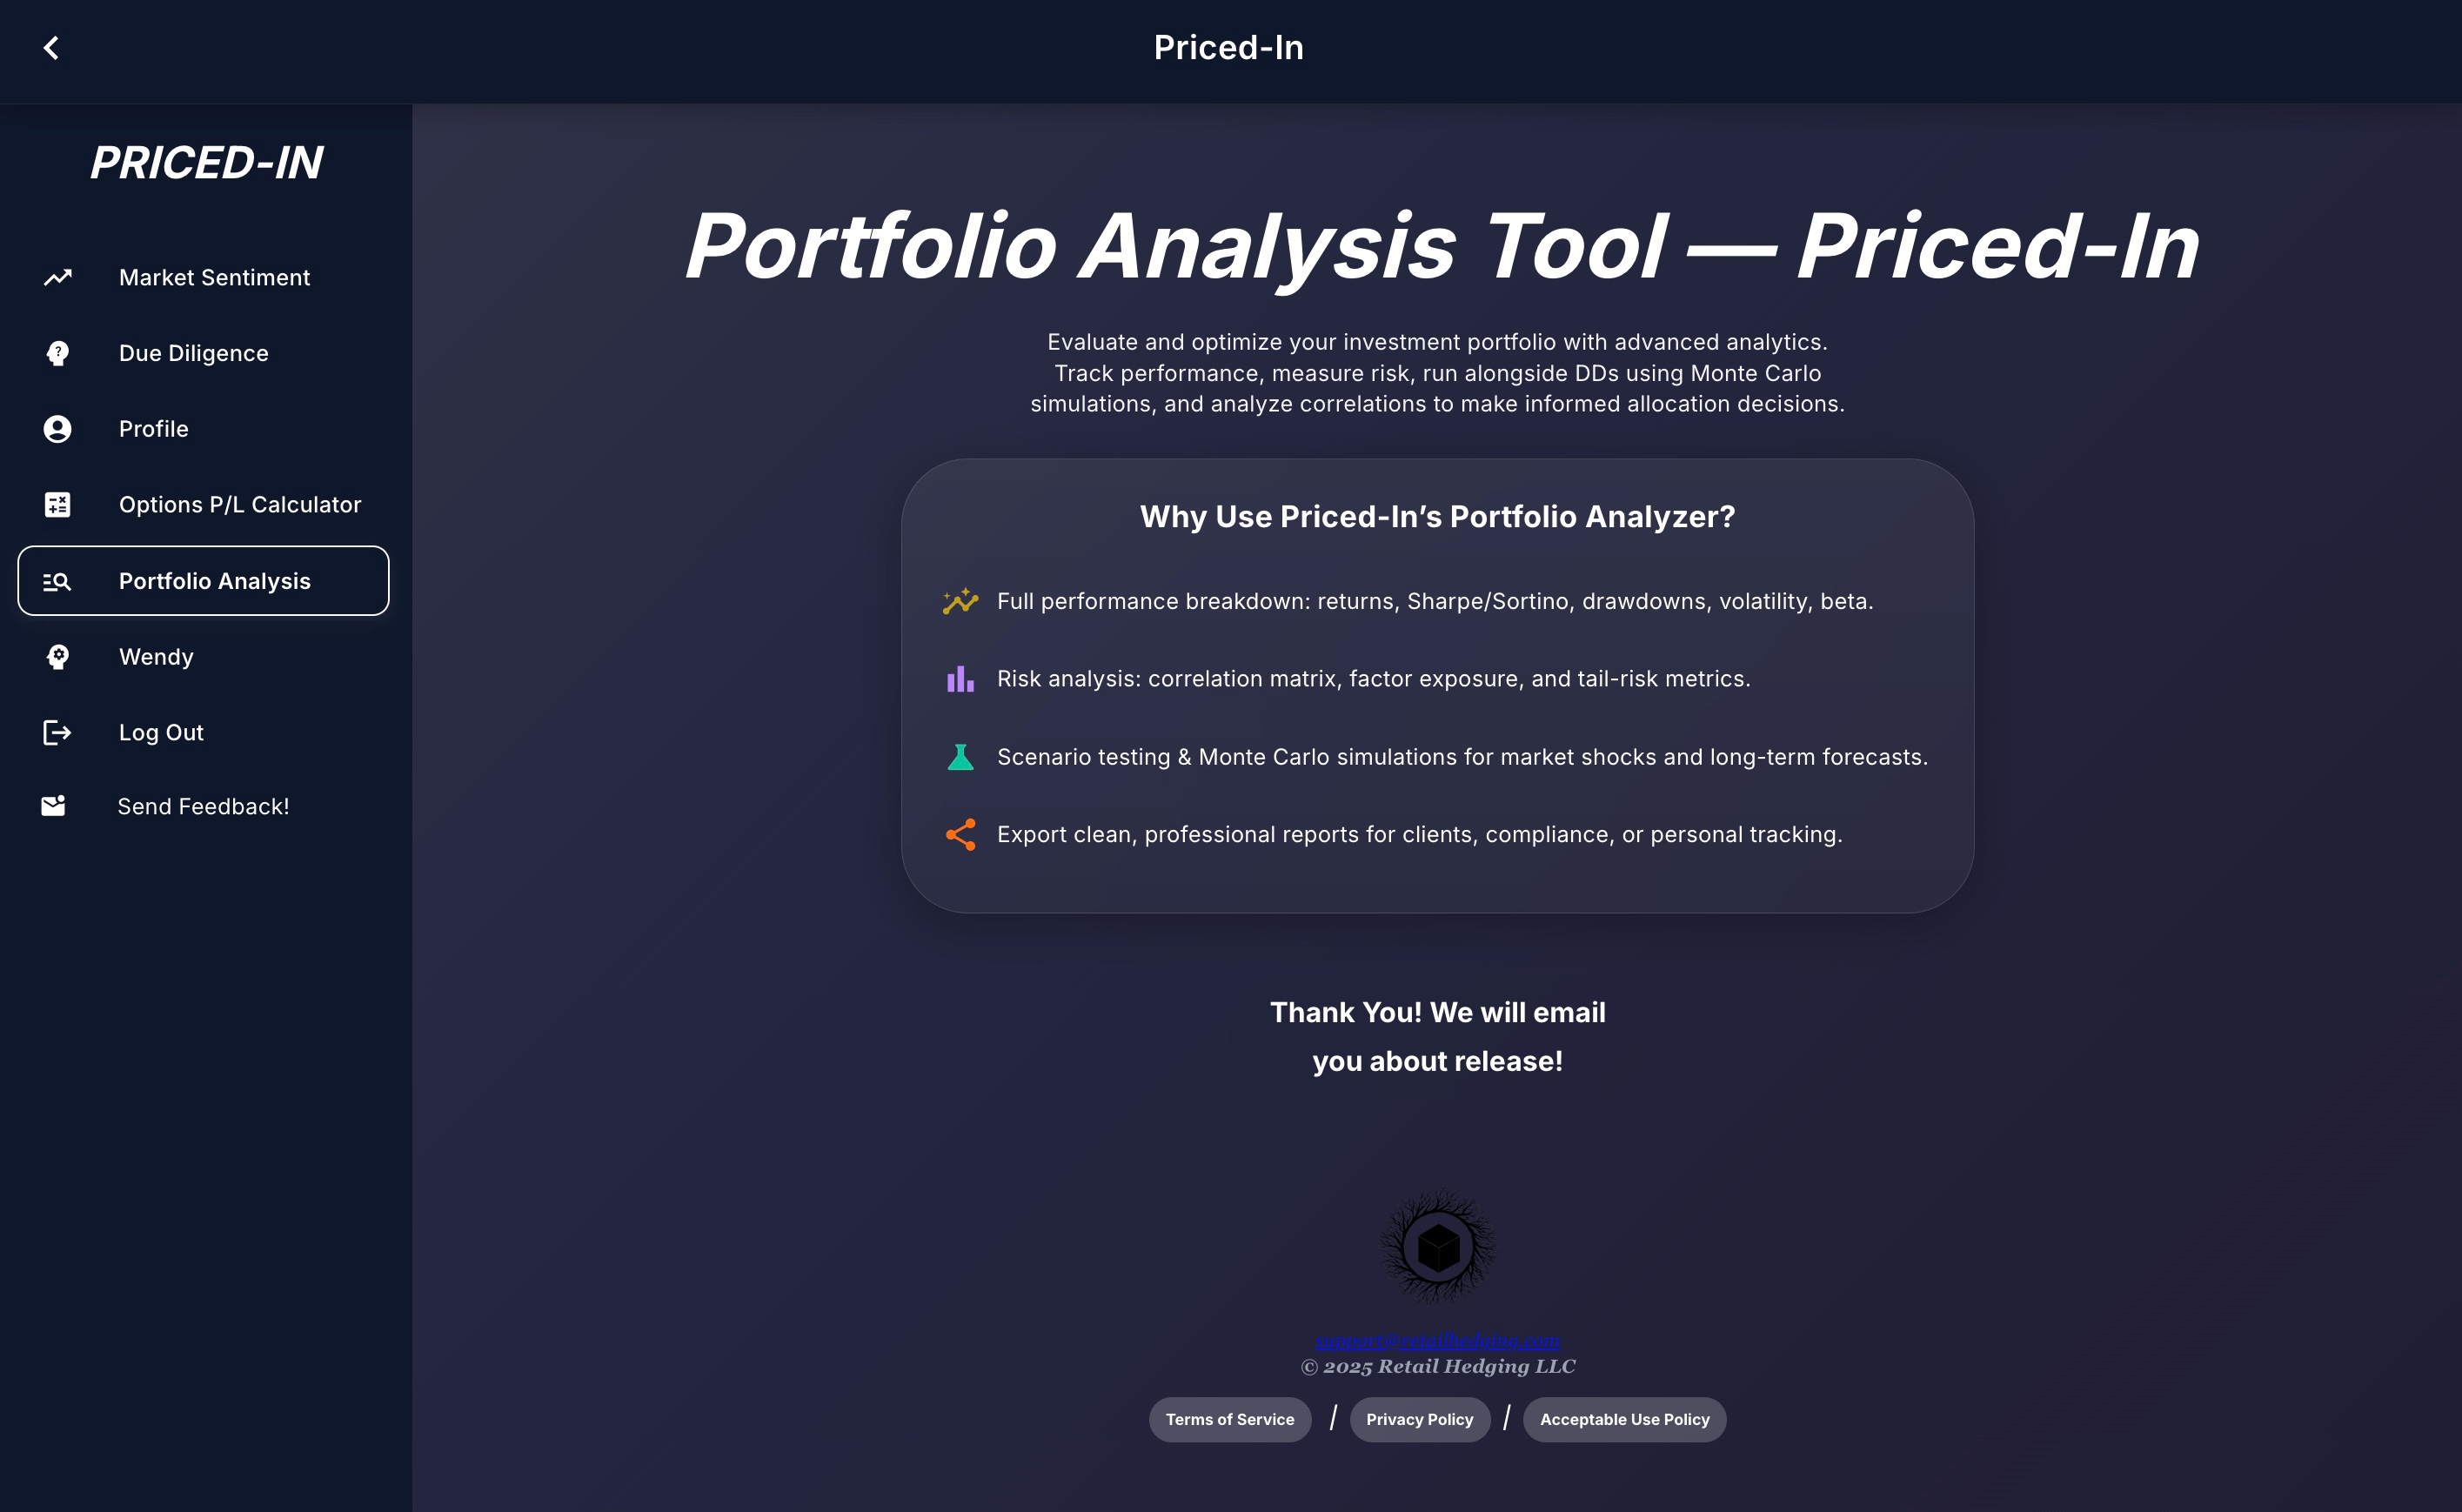 Priced-In
PRICED-IN
Market Sentiment
Due Diligence
Profile
Options P/L Calculator
Portfolio Analysis
Wendy
Log Out
Send Feedback!
Portfolio Analysis Tool — Priced-In
Evaluate and optimize your investment portfolio with advanced analytics.
Track performance, measure risk, run alongside DDs using Monte Carlo
simulations, and analyze correlations to make informed allocation decisions.
Why Use Priced-In’s Portfolio Analyzer?
Full performance breakdown: returns, Sharpe/Sortino, drawdowns, volatility, beta.
Risk analysis: correlation matrix, factor exposure, and tail-risk metrics.
Scenario testing & Monte Carlo simulations for market shocks and long-term forecasts.
Export clean, professional reports for clients, compliance, or personal tracking.
Thank You! We will email
you about release!
support@retailhedging.com
© 2025 Retail Hedging LLC
Terms of Service / Privacy Policy / Acceptable Use Policy